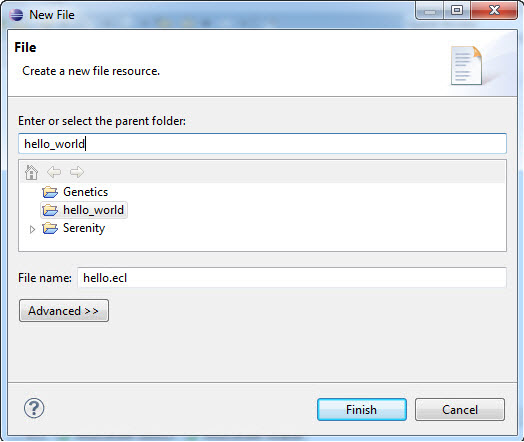 New File
File
Create a new file resource.
Enter or select the parent folder:
hello_world
Genetics
hello_world
Serenity
File name: hello.ecl
Advanced >>
Finish Cancel